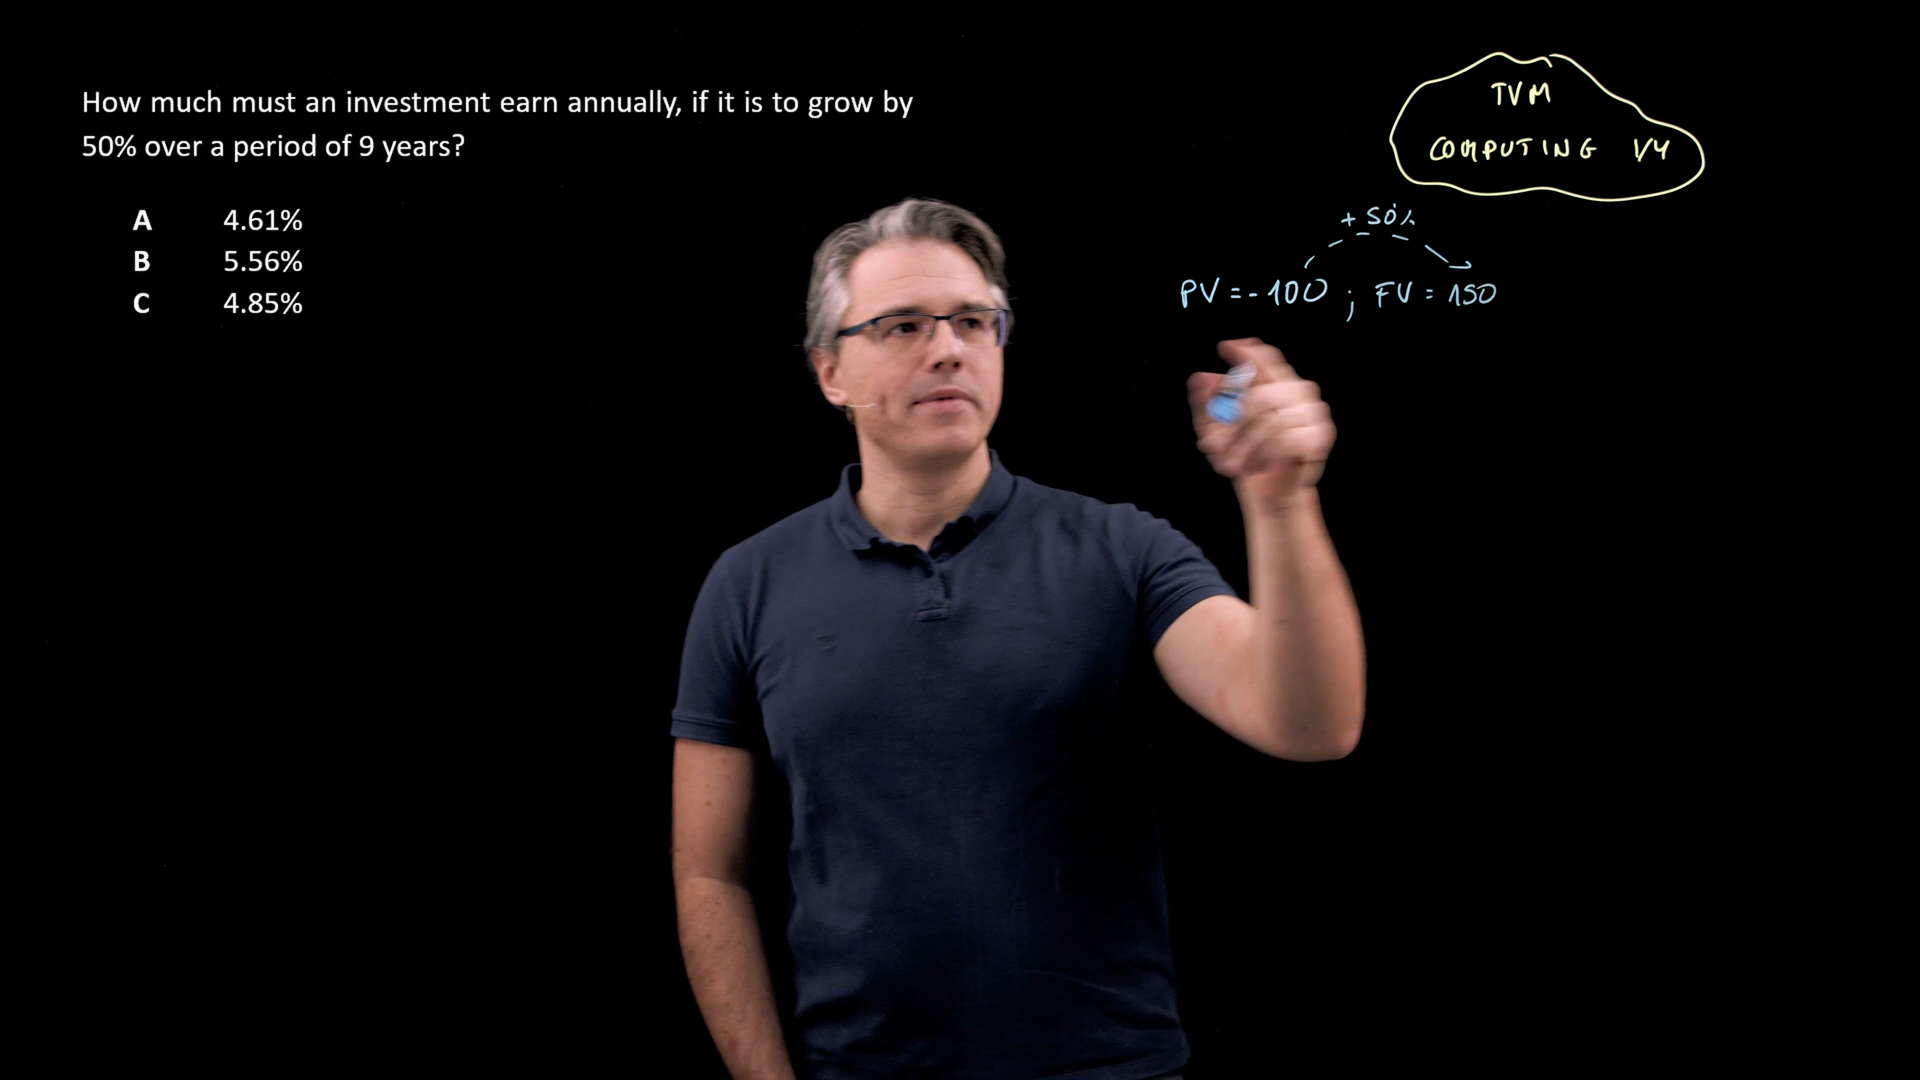 How much must an investment earn annually, if it is to grow by
50% over a period of 9 years?
A 4.61%
B 5.56%
C 4.85%
TVM
COMPUTING I/Y
+ 50%
PV = - 100 ; FV = 150